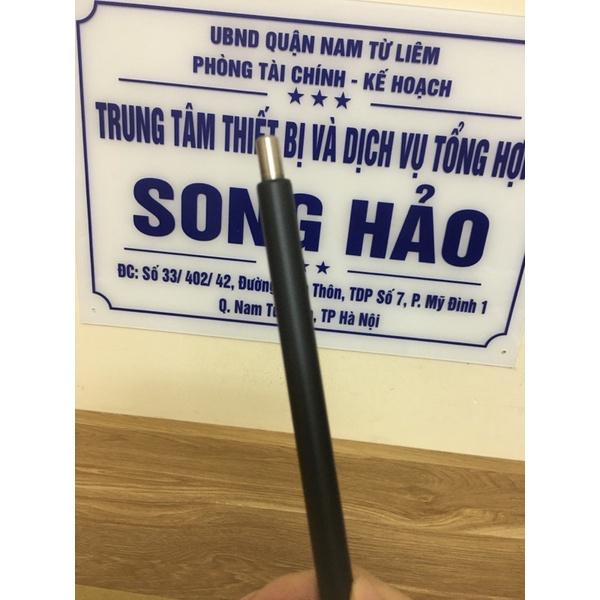 UBND QUẬN NAM TỪ LIÊM
PHÒNG TÀI CHÍNH - KẾ HOẠCH
TRUNG TÂM THIẾT BỊ VÀ DỊCH VỤ TỔNG HỢ
SONG HẢO
ĐC: Số 33/ 402/ 42, Đường Thôn, TDP Số 7, P. Mỹ Đình 1
Q. Nam TP Hà Nội